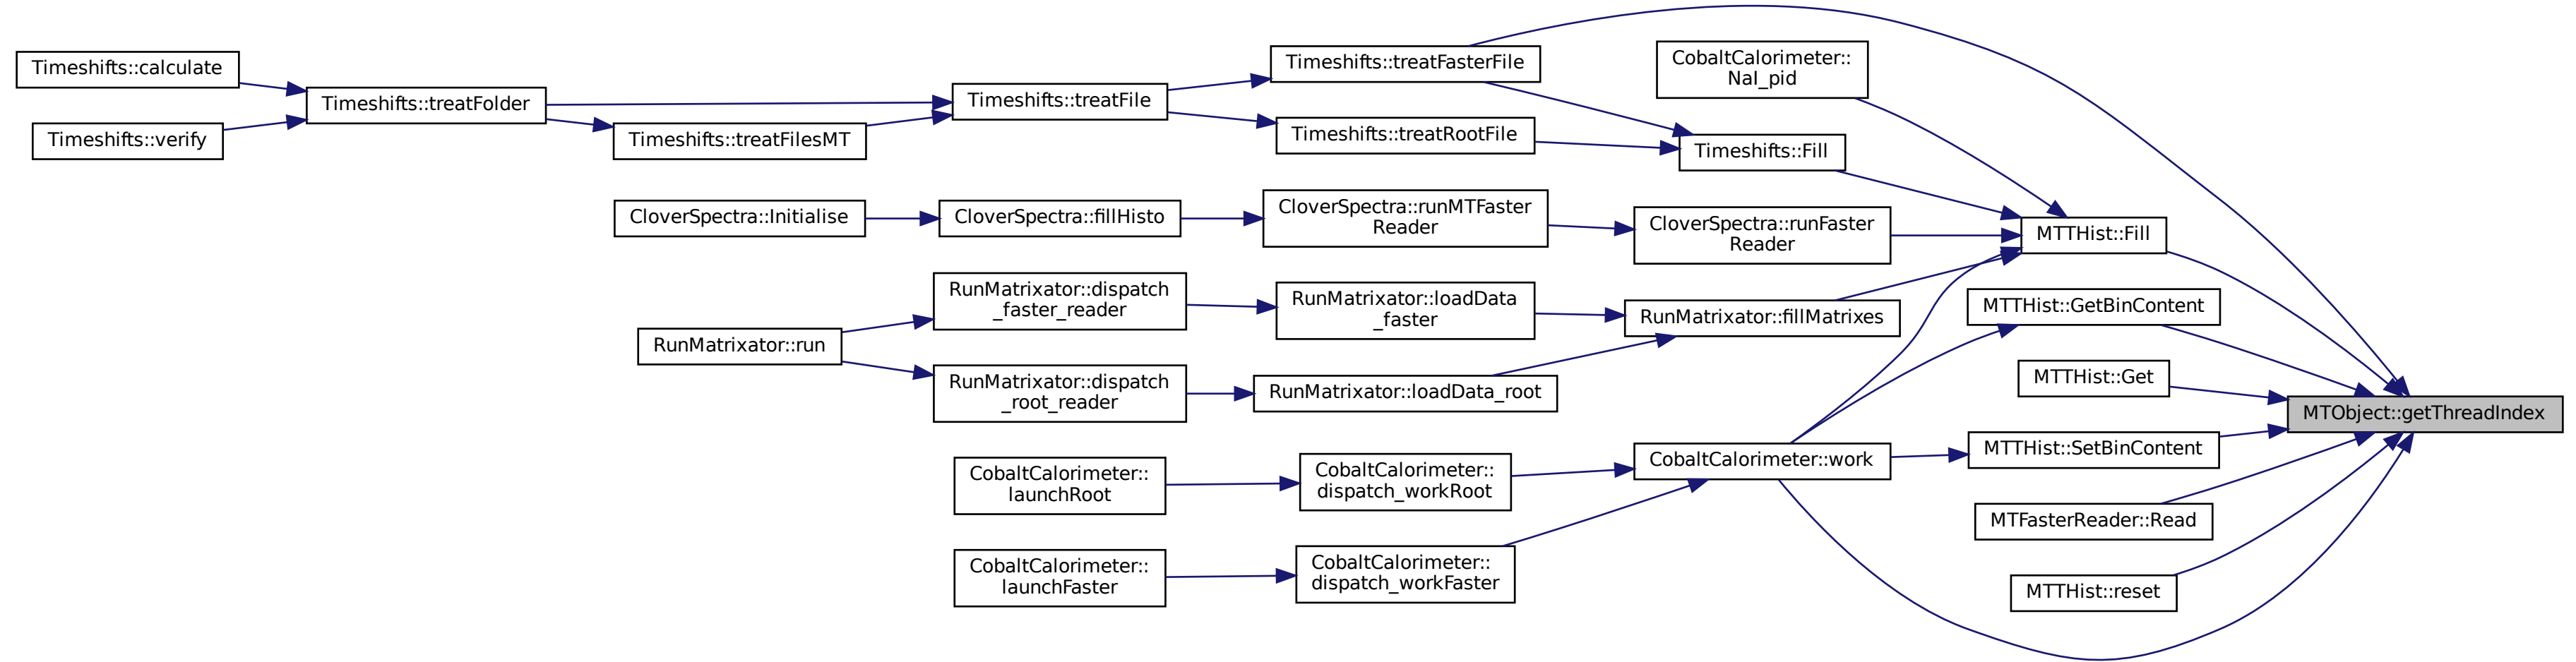 Timeshifts::calculate
Timeshifts::verify
Timeshifts::treatFolder
Timeshifts::treatFilesMT
Timeshifts::treatFile
Timeshifts::treatFasterFile
Timeshifts::treatRootFile
CobaltCalorimeter::
NaI_pid
Timeshifts::Fill
CloverSpectra::Initialise
CloverSpectra::fillHisto
CloverSpectra::runMTFaster
Reader
CloverSpectra::runFaster
Reader
MTTHist::Fill
RunMatrixator::run
RunMatrixator::dispatch
_faster_reader
RunMatrixator::loadData
_faster
RunMatrixator::fillMatrixes
RunMatrixator::dispatch
_root_reader
RunMatrixator::loadData_root
MTTHist::GetBinContent
MTTHist::Get
MTObject::getThreadIndex
CobaltCalorimeter::
launchRoot
CobaltCalorimeter::
dispatch_workRoot
CobaltCalorimeter::work
MTTHist::SetBinContent
MTFasterReader::Read
CobaltCalorimeter::
launchFaster
CobaltCalorimeter::
dispatch_workFaster
MTTHist::reset